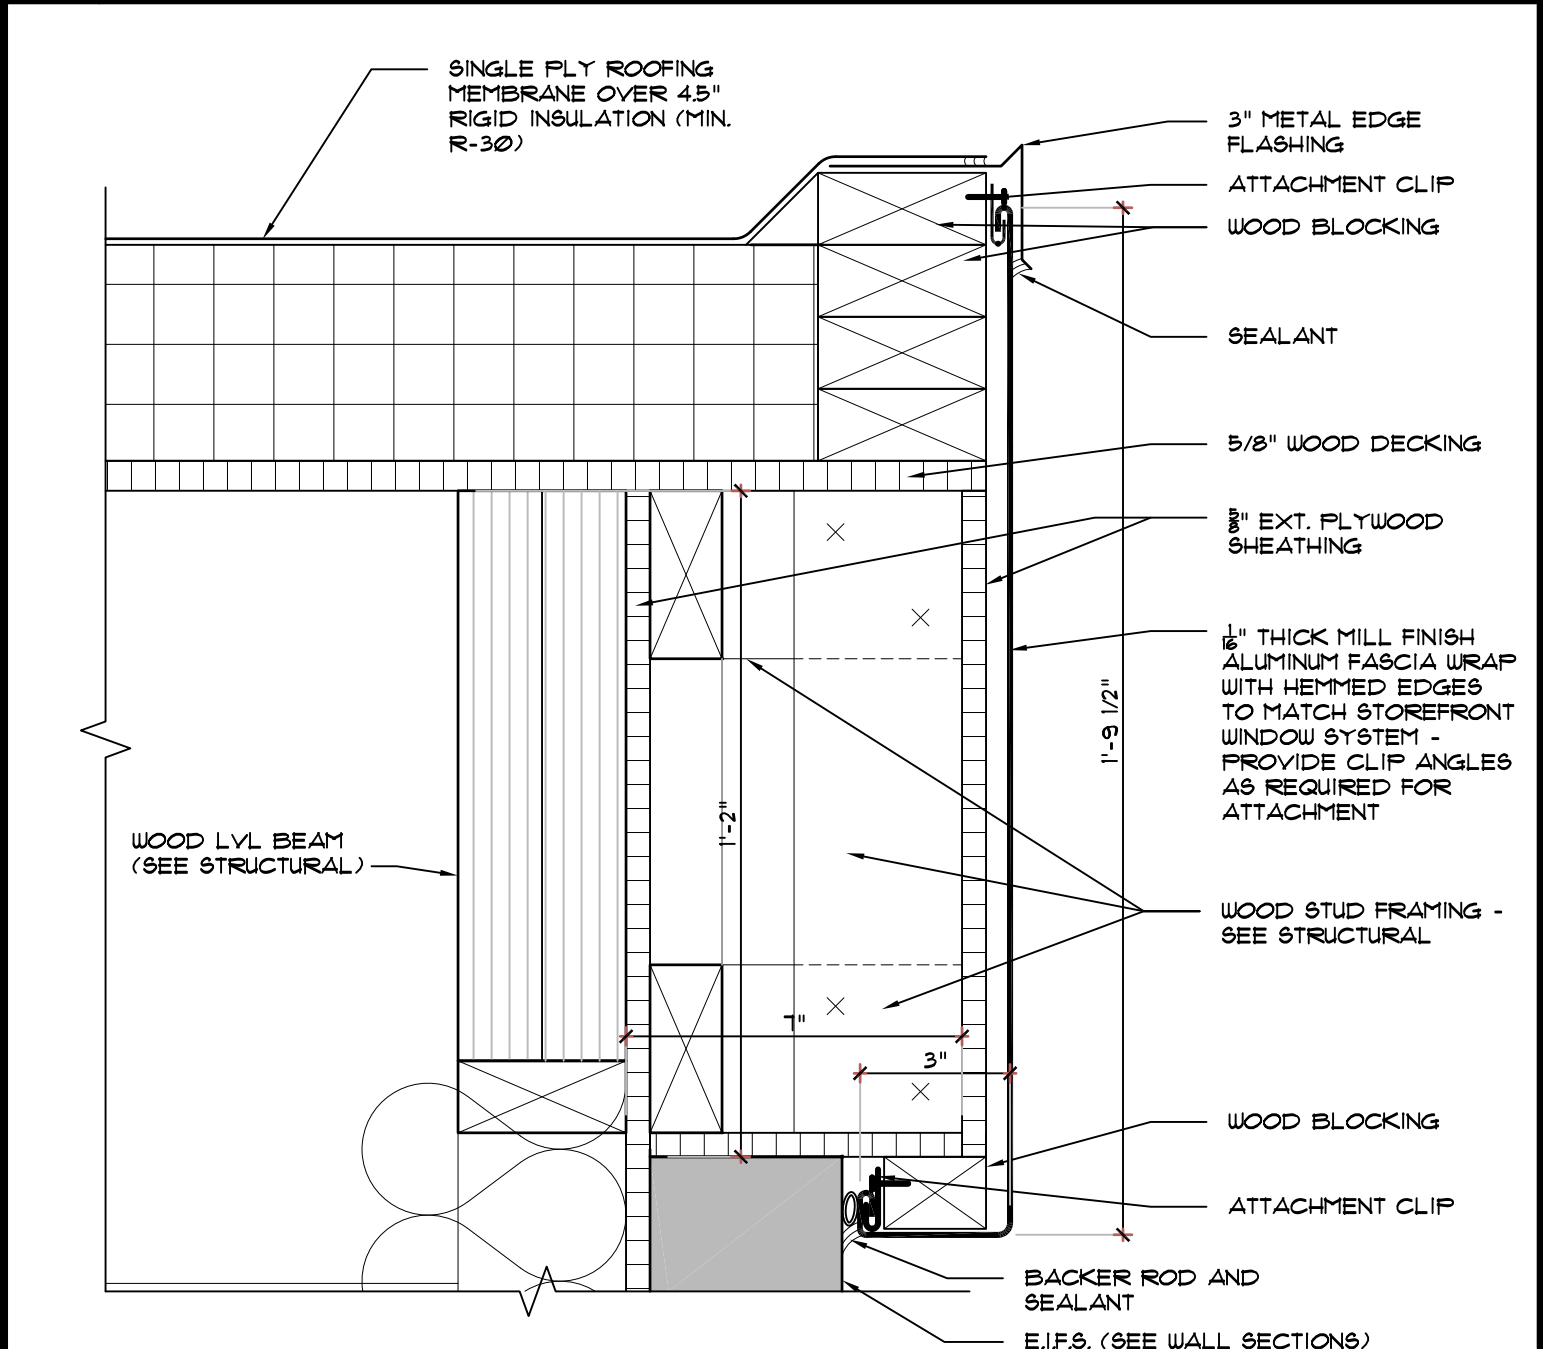 SINGLE PLY ROOFING
MEMBRANE OVER 4.5"
RIGID INSULATION (MIN.
R-30)
3" METAL EDGE
FLASHING
ATTACHMENT CLIP
WOOD BLOCKING
SEALANT
5/8" WOOD DECKING
5/8" EXT. PLYWOOD
SHEATHING
1/16" THICK MILL FINISH
ALUMINUM FASCIA WRAP
WITH HEMMED EDGES
TO MATCH STOREFRONT
WINDOW SYSTEM -
PROVIDE CLIP ANGLES
AS REQUIRED FOR
ATTACHMENT
1'-9 1/2"
1'-2"
WOOD LVL BEAM
(SEE STRUCTURAL)
WOOD STUD FRAMING -
SEE STRUCTURAL
7"
3"
WOOD BLOCKING
ATTACHMENT CLIP
BACKER ROD AND
SEALANT
E.I.F.S. (SEE WALL SECTIONS)